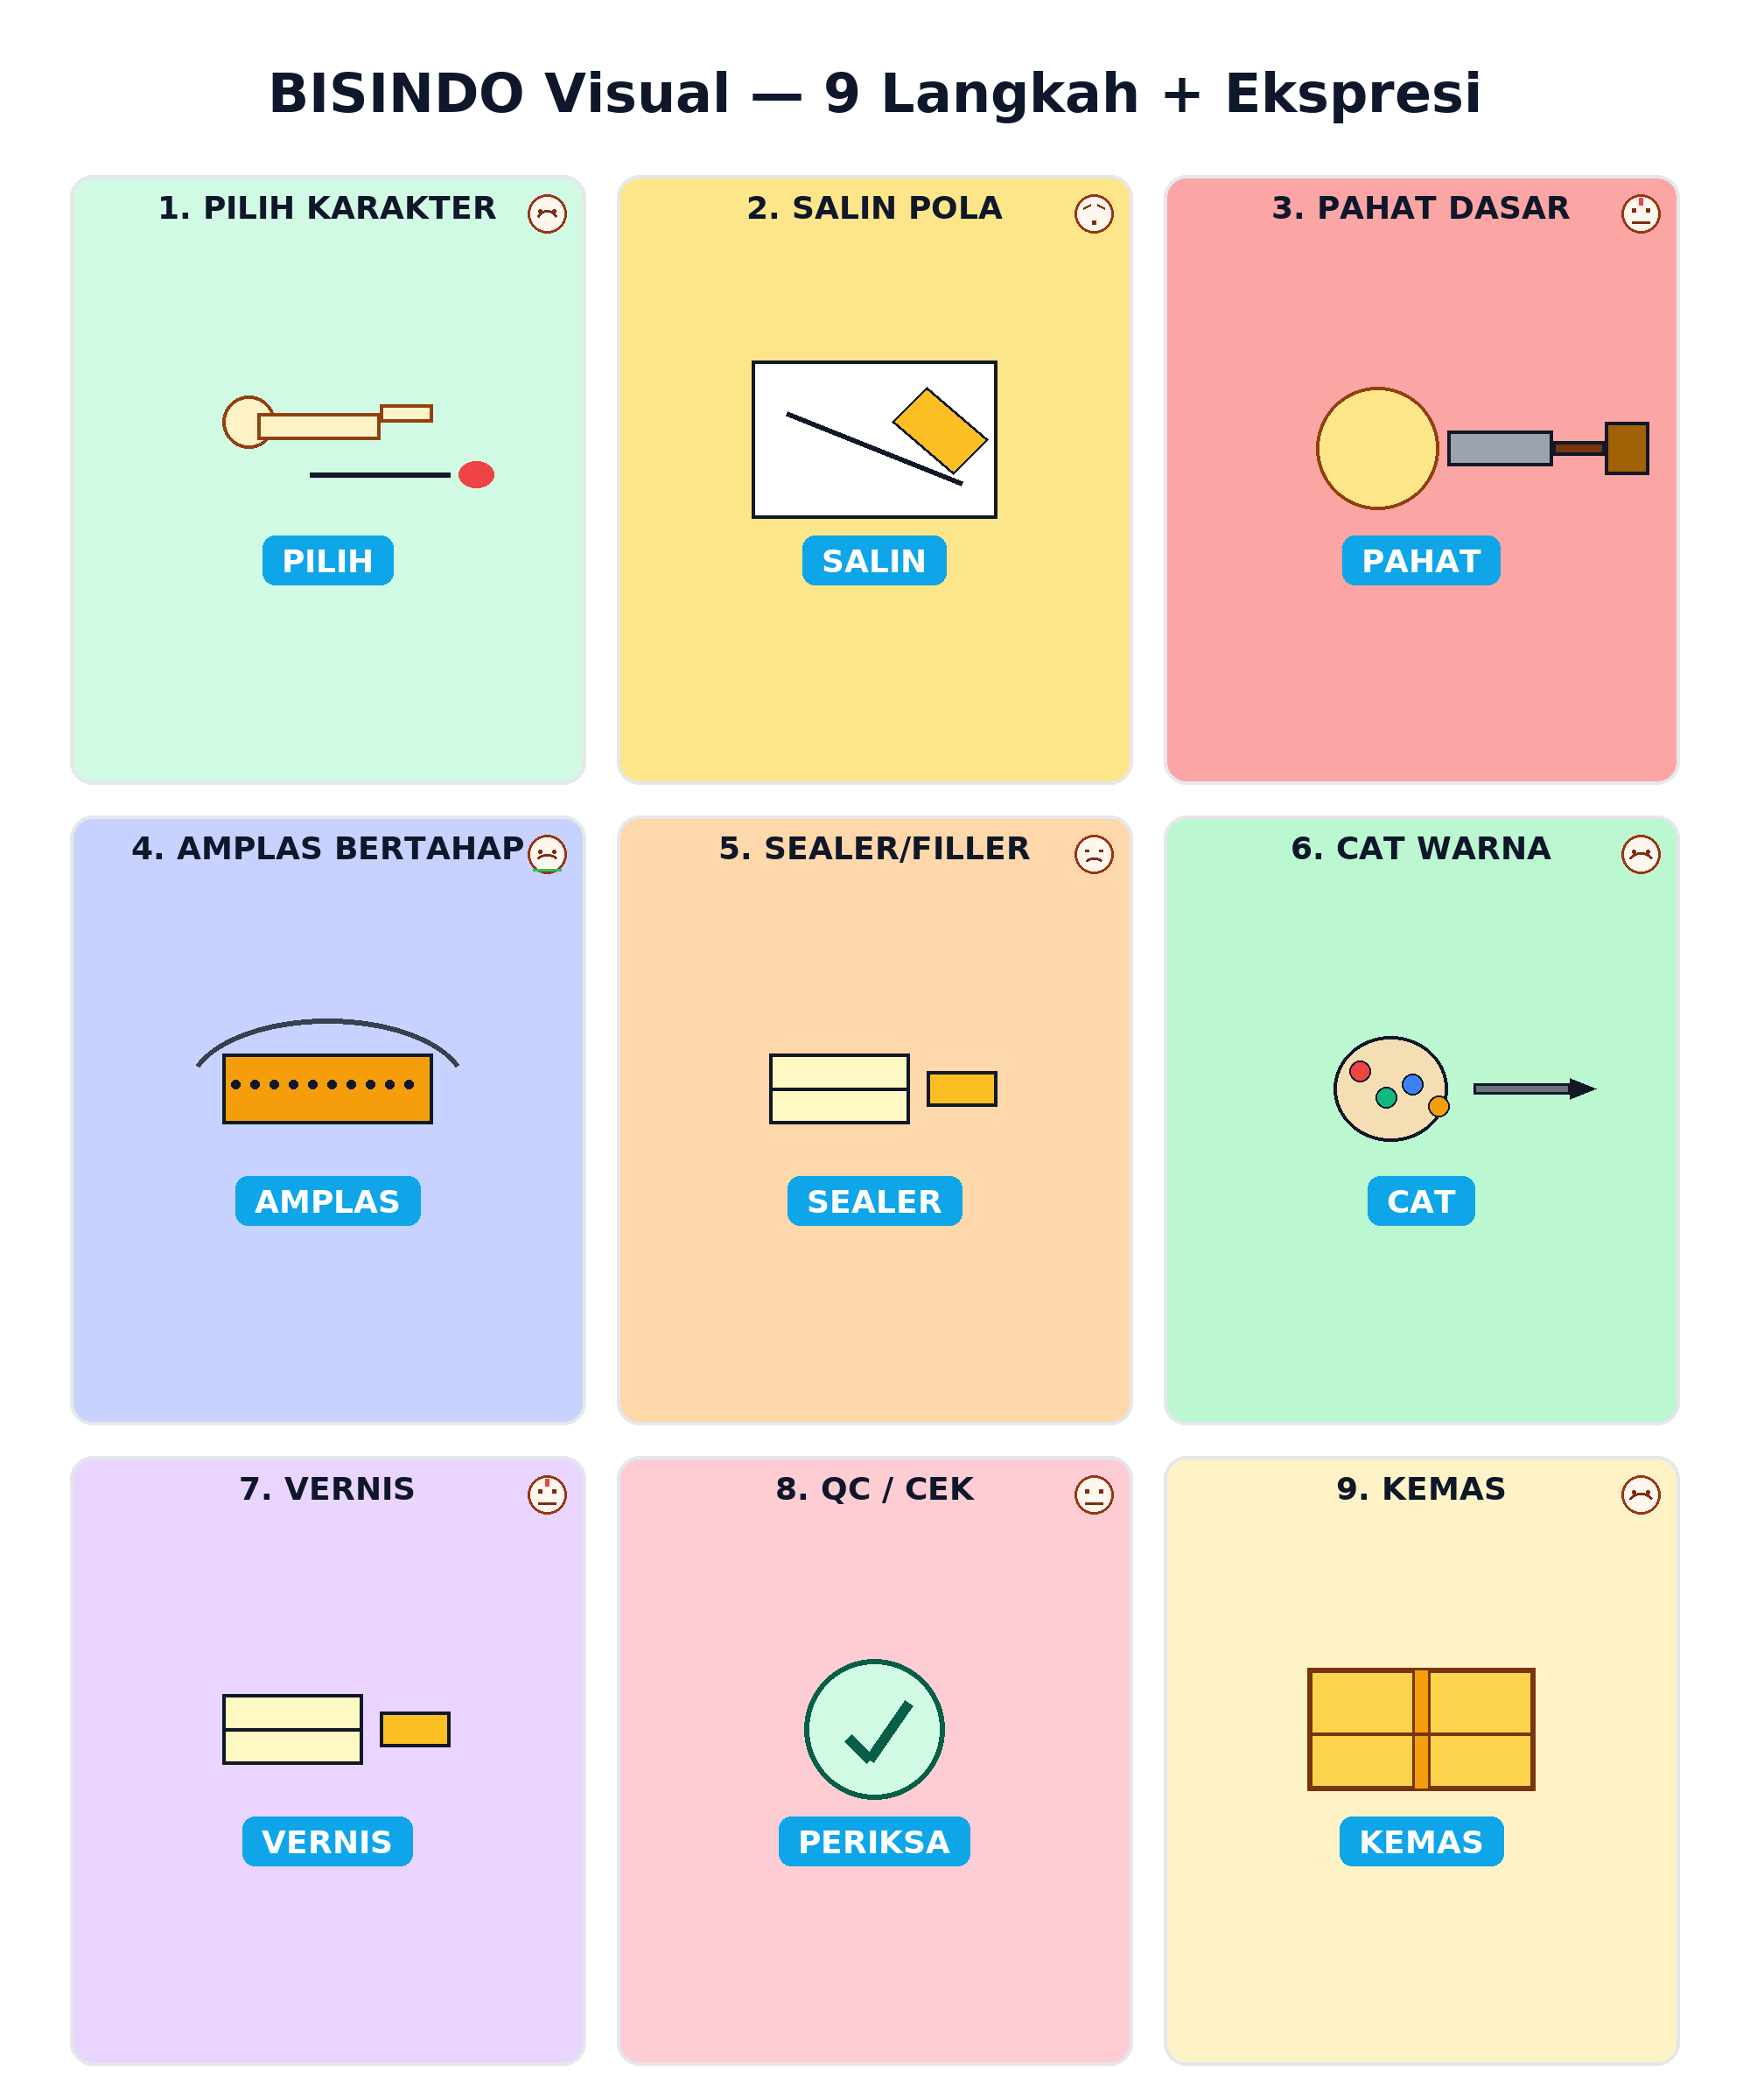 BISINDO Visual — 9 Langkah + Ekspresi
1. PILIH KARAKTER
PILIH
2. SALIN POLA
SALIN
3. PAHAT DASAR
PAHAT
4. AMPLAS BERTAHAP
AMPLAS
5. SEALER/FILLER
SEALER
6. CAT WARNA
CAT
7. VERNIS
VERNIS
8. QC / CEK
PERIKSA
9. KEMAS
KEMAS